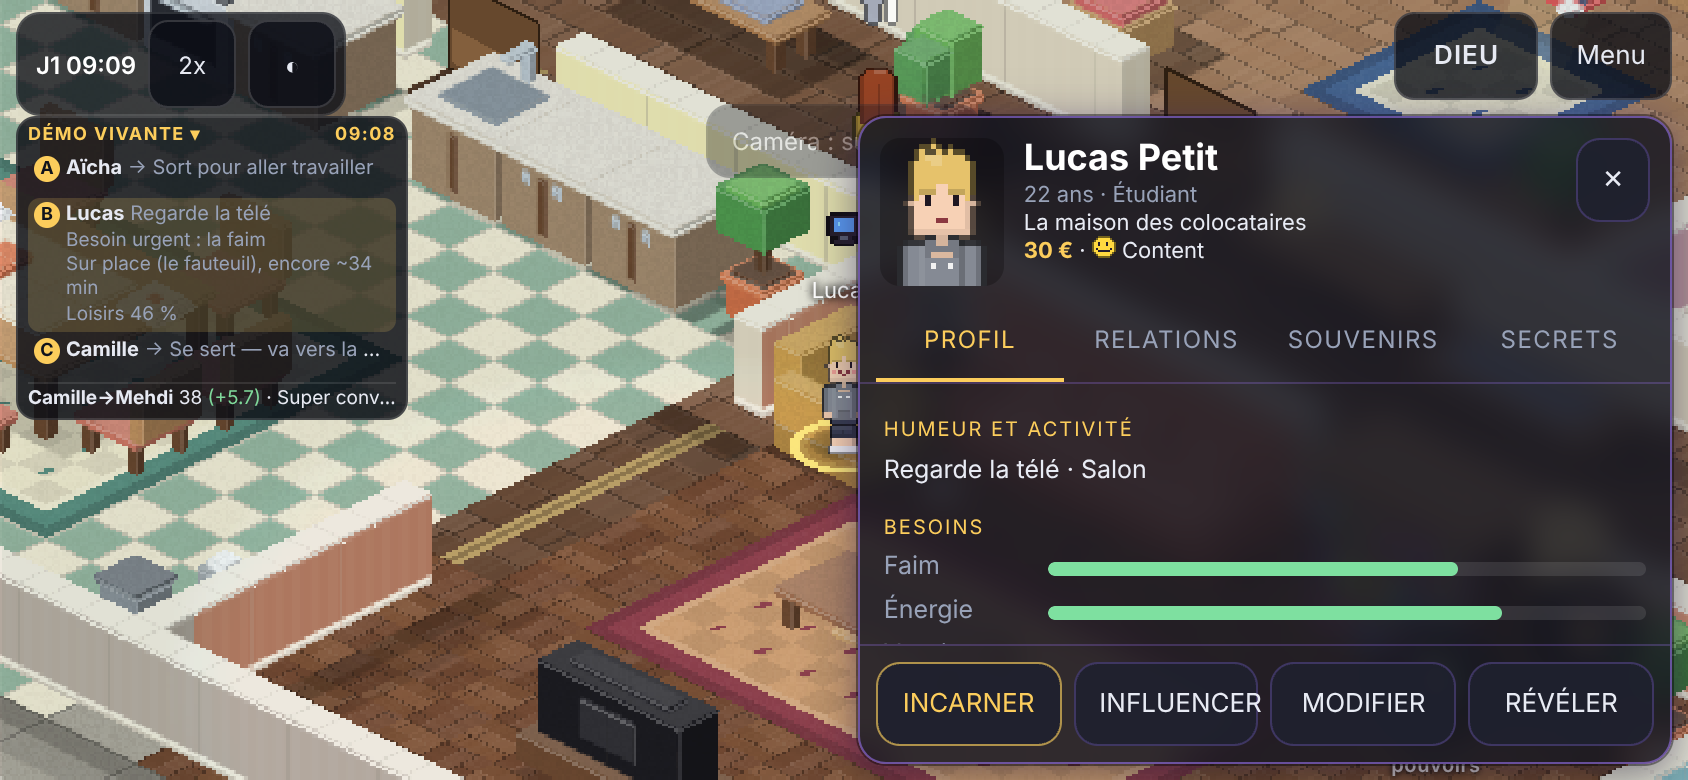 J1 09:09
2x
DIEU
Menu
DÉMO VIVANTE ▾
09:08
A Aïcha → Sort pour aller travailler
B Lucas Regarde la télé
Besoin urgent : la faim
Sur place (le fauteuil), encore ~34
min
Loisirs 46 %
C Camille → Se sert — va vers la ...
Camille→Mehdi 38 (+5.7) · Super conv...
Caméra : s
Luca
Lucas Petit
22 ans · Étudiant
La maison des colocataires
30 € · Content
×
PROFIL
RELATIONS
SOUVENIRS
SECRETS
HUMEUR ET ACTIVITÉ
Regarde la télé · Salon
BESOINS
Faim
Énergie
INCARNER
INFLUENCER
MODIFIER
RÉVÉLER
pouvoirs